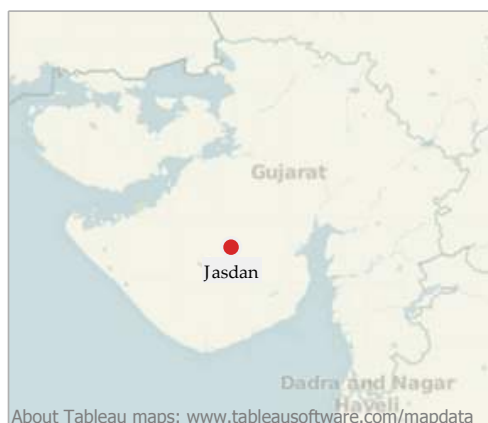 Gujarat
Jasdan
Dadra and Nagar
Haveli
About Tableau maps: www.tableausoftware.com/mapdata